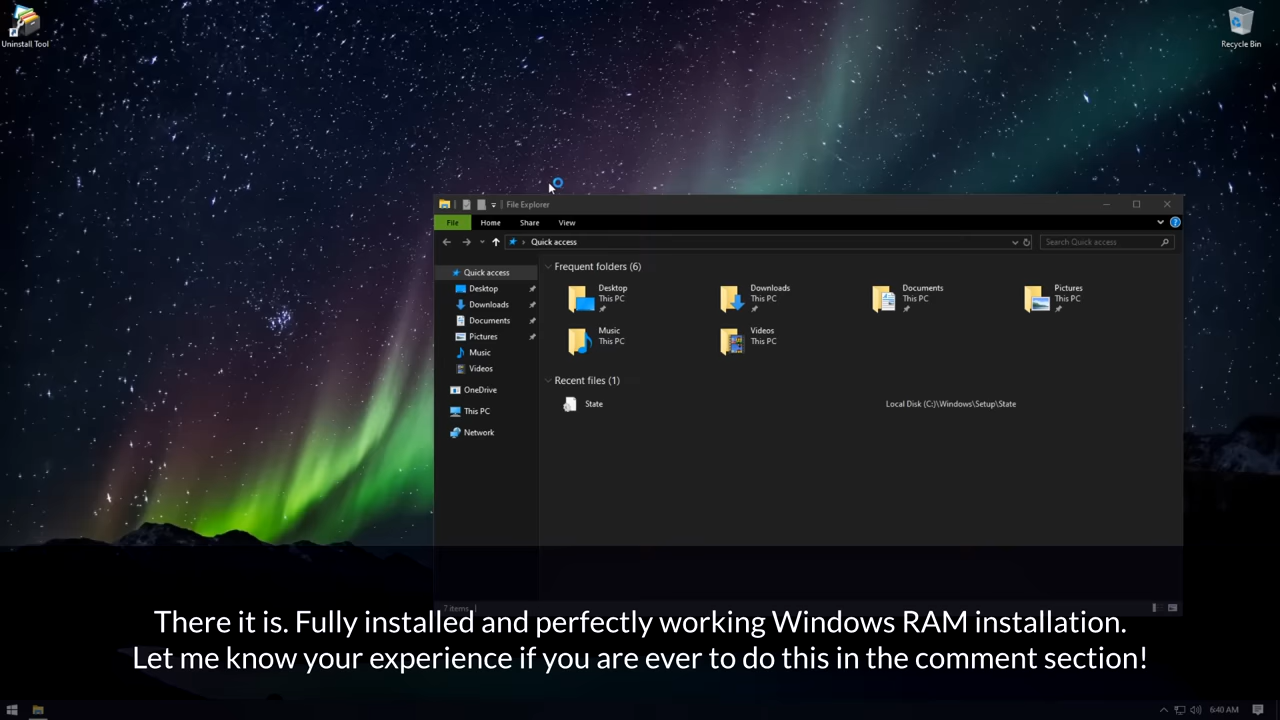 Uninstall Tool
Recycle Bin
File Explorer
File Home Share View
Quick access
Search Quick access
Quick access
Desktop
Downloads
Documents
Pictures
Music
Videos
OneDrive
This PC
Network
Frequent folders (6)
Desktop
This PC
Downloads
This PC
Documents
This PC
Pictures
This PC
Music
This PC
Videos
This PC
Recent files (1)
State Local Disk (C:)\Windows\Setup\State
7 items
There it is. Fully installed and perfectly working Windows RAM installation.
Let me know your experience if you are ever to do this in the comment section!
6:40 AM